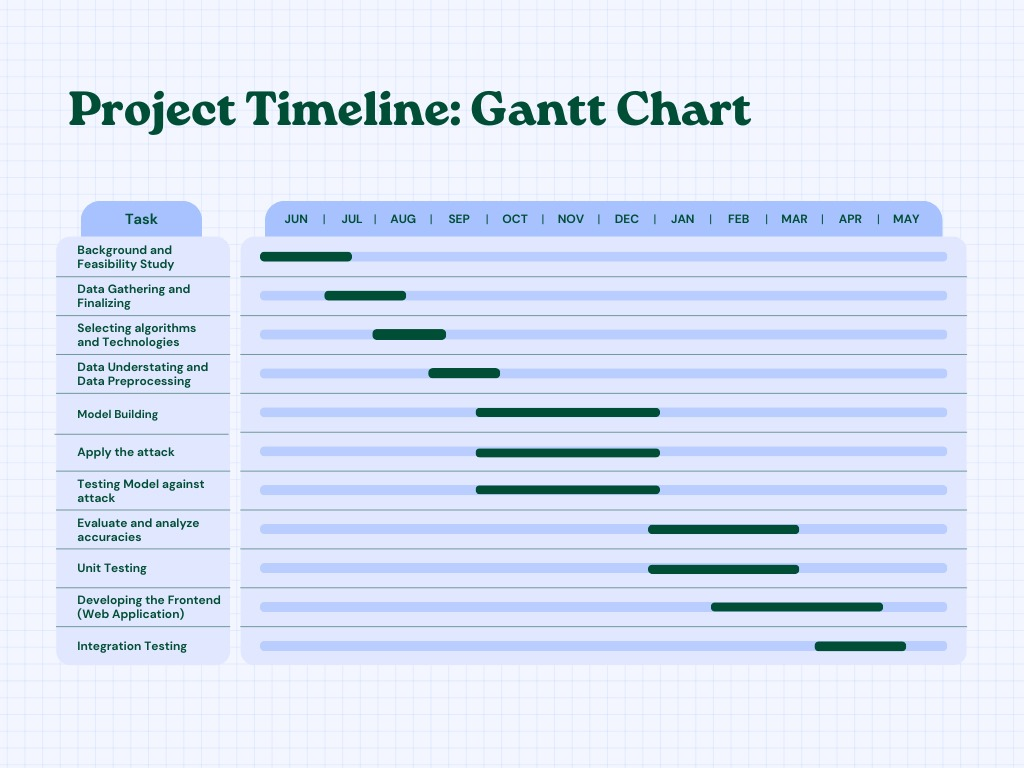 Project Timeline: Gantt Chart
Task
JUN | JUL | AUG | SEP | OCT | NOV | DEC | JAN | FEB | MAR | APR | MAY
Background and
Feasibility Study
Data Gathering and
Finalizing
Selecting algorithms
and Technologies
Data Understating and
Data Preprocessing
Model Building
Apply the attack
Testing Model against
attack
Evaluate and analyze
accuracies
Unit Testing
Developing the Frontend
(Web Application)
Integration Testing